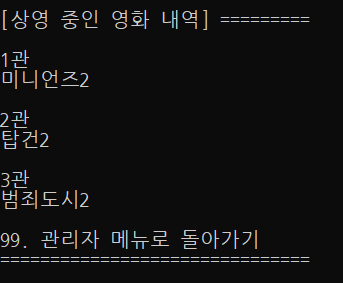 [상영 중인 영화 내역] =========
1관
미니언즈2
2관
탑건2
3관
범죄도시2
99. 관리자 메뉴로 돌아가기
===============================